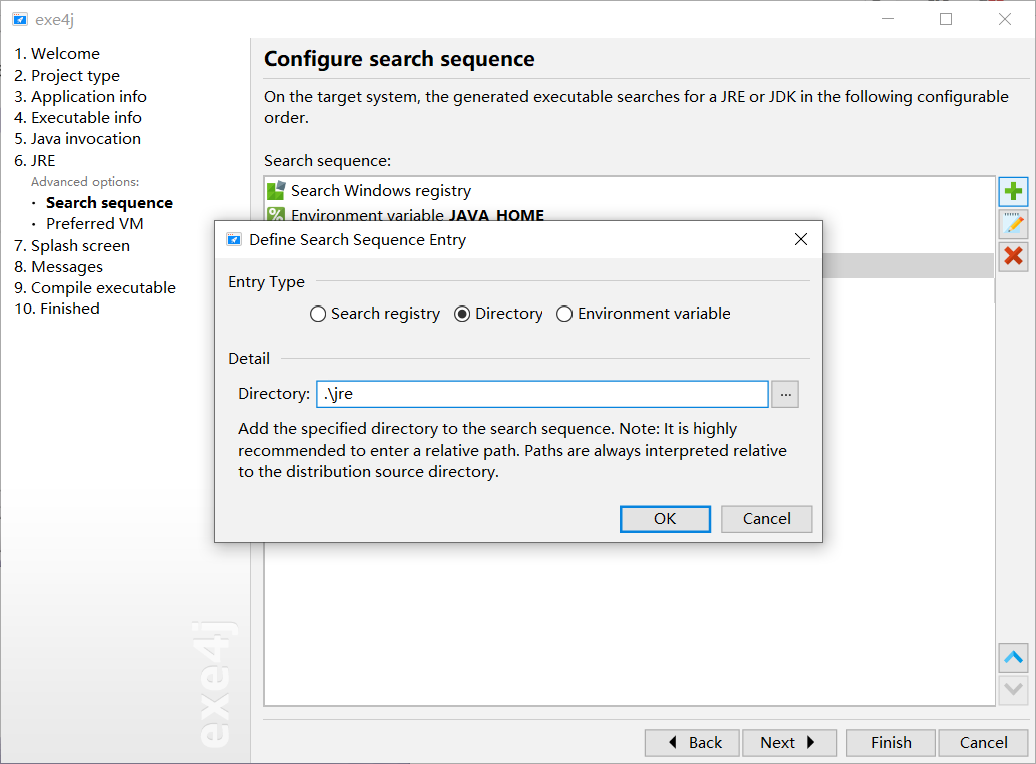 exe4j
1. Welcome
2. Project type
3. Application info
4. Executable info
5. Java invocation
6. JRE
Advanced options:
· Search sequence
· Preferred VM
7. Splash screen
8. Messages
9. Compile executable
10. Finished
exe4j
Configure search sequence
On the target system, the generated executable searches for a JRE or JDK in the following configurable
order.
Search sequence:
Search Windows registry
Environment variable JAVA_HOME
Define Search Sequence Entry
Entry Type
Search registry Directory Environment variable
Detail
Directory: .\jre ...
Add the specified directory to the search sequence. Note: It is highly
recommended to enter a relative path. Paths are always interpreted relative
to the distribution source directory.
OK Cancel
Back Next Finish Cancel